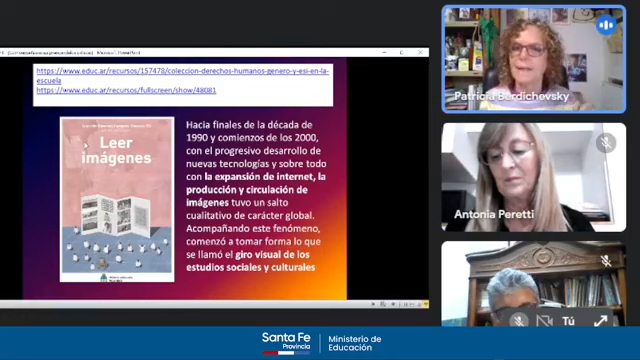 https://www.educ.ar/recursos/157478/coleccion-derechos-humanos-genero-y-esi-en-la-
escuela
https://www.educ.ar/recursos/fullscreen/show/48081
Leer
imágenes
Hacia finales de la década de
1990 y comienzos de los 2000,
con el progresivo desarrollo de
nuevas tecnologías y sobre todo
con la expansión de internet, la
producción y circulación de
imágenes tuvo un salto
cualitativo de carácter global.
Acompañando este fenómeno,
comenzó a tomar forma lo que
se llamó el giro visual de los
estudios sociales y culturales
Patricia Berdichovsky
Antonia Peretti
Tú
Santa Fe
Provincia
Ministerio de
Educación